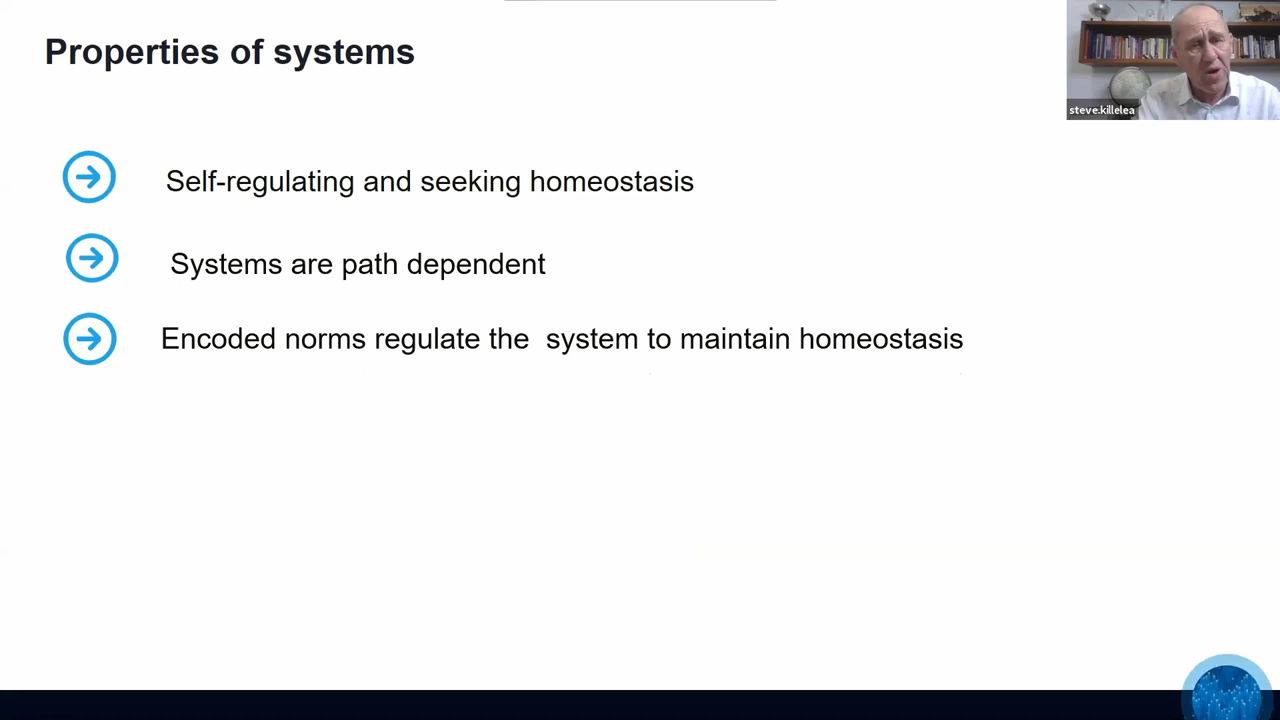 Properties of systems
steve.killelea
Self-regulating and seeking homeostasis
Systems are path dependent
Encoded norms regulate the  system to maintain homeostasis